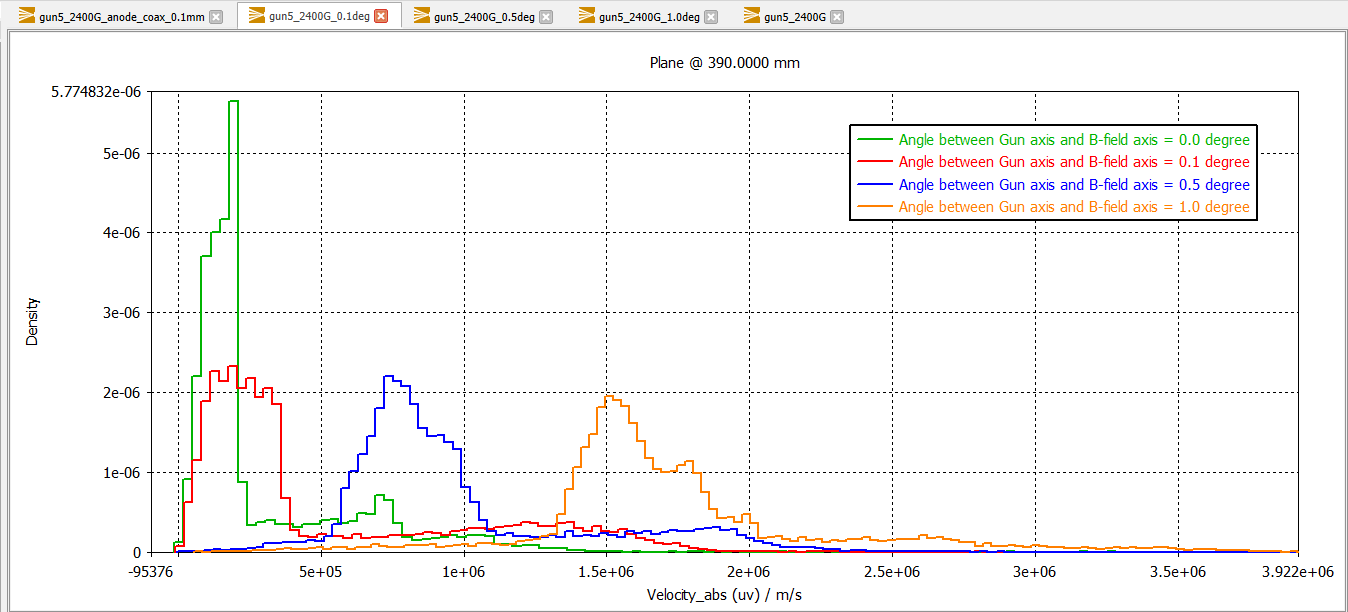 gun5_2400G_anode_coax_0.1mm gun5_2400G_0.1deg gun5_2400G_0.5deg gun5_2400G_1.0deg gun5_2400G
Plane @ 390.0000 mm
5.774832e-06
Angle between Gun axis and B-field axis = 0.0 degree
5e-06
Angle between Gun axis and B-field axis = 0.1 degree
Angle between Gun axis and B-field axis = 0.5 degree
Angle between Gun axis and B-field axis = 1.0 degree
4e-06
Density
3e-06
2e-06
1e-06
0
-95376 5e+05 1e+06 1.5e+06 2e+06 2.5e+06 3e+06 3.5e+06 3.922e+06
Velocity_abs (uv) / m/s